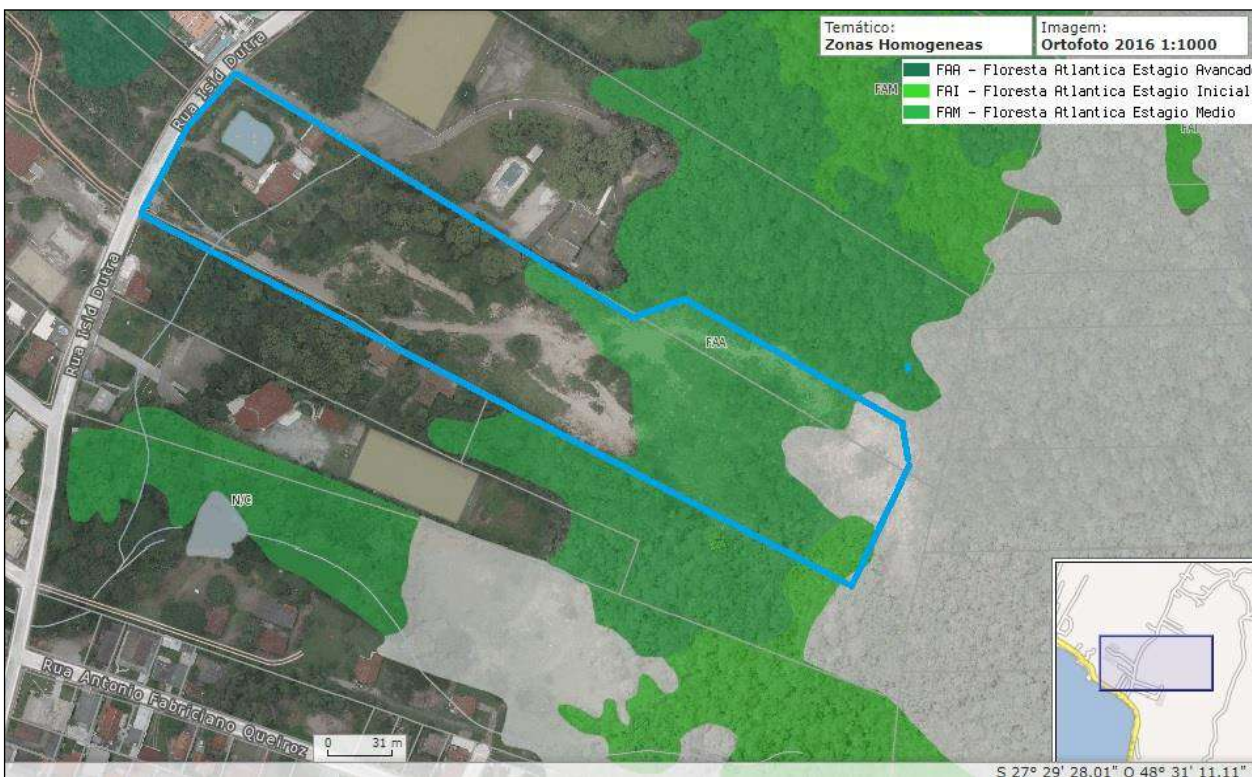 Temático:
Zonas Homogeneas
Imagem:
Ortofoto 2016 1:1000
FAA - Floresta Atlantica Estagio Avancad
FAI - Floresta Atlantica Estagio Inicial
FAM - Floresta Atlantica Estagio Medio
Rua Isid Dutra
FAM
FAI
Rua Isid Dutra
FAA
N/C
Rua Antonio Fabriciano Queiroz
0 31 m
S 27° 29' 28.01" O 48° 31' 11.11"